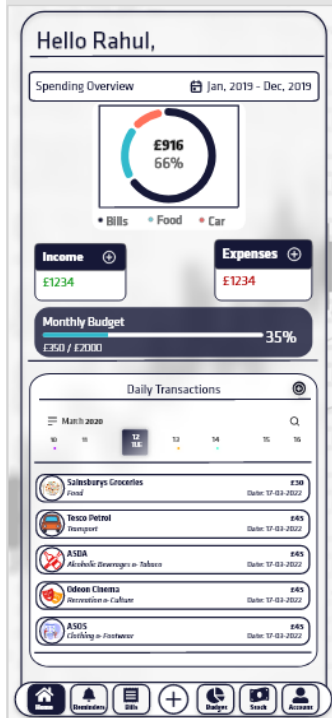 Hello Rahul,
Spending Overview Jan, 2019 - Dec, 2019
£916
66%
Bills Food Car
Income Expenses
£1234 £1234
Monthly Budget
35%
£350 / £2000
Daily Transactions
March 2020
10 11 12 13 14 15 16
TUE
Sainsburys Groceries £30
Food Date: 17-03-2022
Tesco Petrol £45
Transport Date: 17-03-2022
ASDA £45
Alcoholic Beverages & Tabaco Date: 17-03-2022
Odeon Cinema £45
Recreation & Culture Date: 17-03-2022
ASOS £45
Clothing & Footwear Date: 17-03-2022
Home Reminders Bills Budget Account